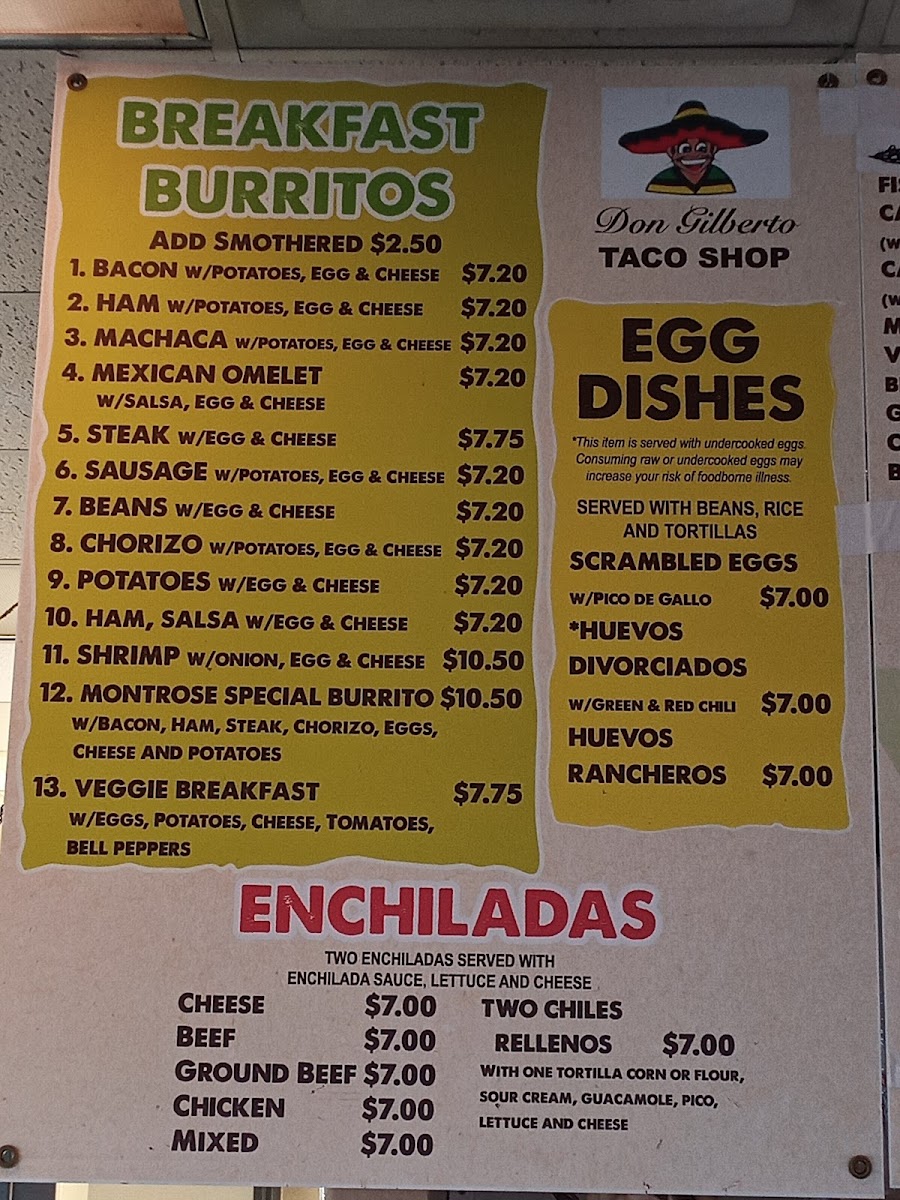 BREAKFAST
BURRITOS
ADD SMOTHERED $2.50
1. BACON W/POTATOES, EGG & CHEESE $7.20
2. HAM W/POTATOES, EGG & CHEESE $7.20
3. MACHACA W/POTATOES, EGG & CHEESE $7.20
4. MEXICAN OMELET $7.20
W/SALSA, EGG & CHEESE
5. STEAK W/EGG & CHEESE $7.75
6. SAUSAGE W/POTATOES, EGG & CHEESE $7.20
7. BEANS W/EGG & CHEESE $7.20
8. CHORIZO W/POTATOES, EGG & CHEESE $7.20
9. POTATOES W/EGG & CHEESE $7.20
10. HAM, SALSA W/EGG & CHEESE $7.20
11. SHRIMP W/ONION, EGG & CHEESE $10.50
12. MONTROSE SPECIAL BURRITO $10.50
W/BACON, HAM, STEAK, CHORIZO, EGGS,
CHEESE AND POTATOES
13. VEGGIE BREAKFAST $7.75
W/EGGS, POTATOES, CHEESE, TOMATOES,
BELL PEPPERS
Don Gilberto
TACO SHOP
EGG
DISHES
*This item is served with undercooked eggs.
Consuming raw or undercooked eggs may
increase your risk of foodborne illness.
SERVED WITH BEANS, RICE
AND TORTILLAS
SCRAMBLED EGGS
W/PICO DE GALLO $7.00
*HUEVOS
DIVORCIADOS
W/GREEN & RED CHILI $7.00
HUEVOS
RANCHEROS $7.00
ENCHILADAS
TWO ENCHILADAS SERVED WITH
ENCHILADA SAUCE, LETTUCE AND CHEESE
CHEESE $7.00
BEEF $7.00
GROUND BEEF $7.00
CHICKEN $7.00
MIXED $7.00
TWO CHILES
RELLENOS $7.00
WITH ONE TORTILLA CORN OR FLOUR,
SOUR CREAM, GUACAMOLE, PICO,
LETTUCE AND CHEESE